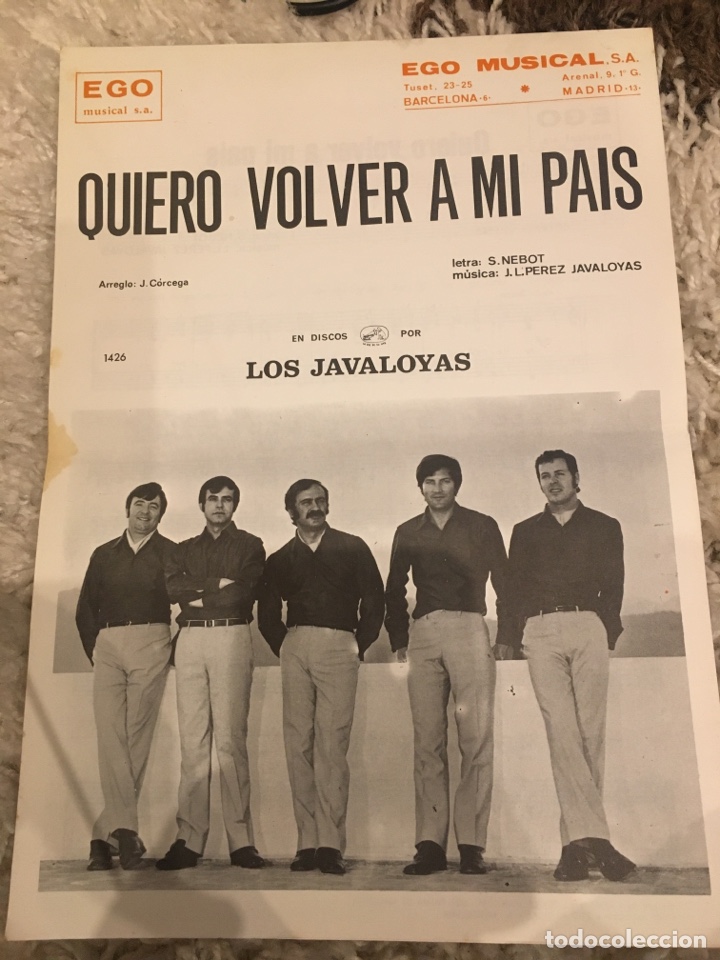 EGO
musical s.a.
EGO MUSICAL, S.A.
Tuset, 23-25
Arenal, 9. 1º G.
BARCELONA -6-
*
MADRID -13-
QUIERO VOLVER A MI PAIS
letra: S. NEBOT
música: J. L. PEREZ JAVALOYAS
Arreglo: J. Córcega
EN DISCOS POR
1426
LOS JAVALOYAS
todocoleccion